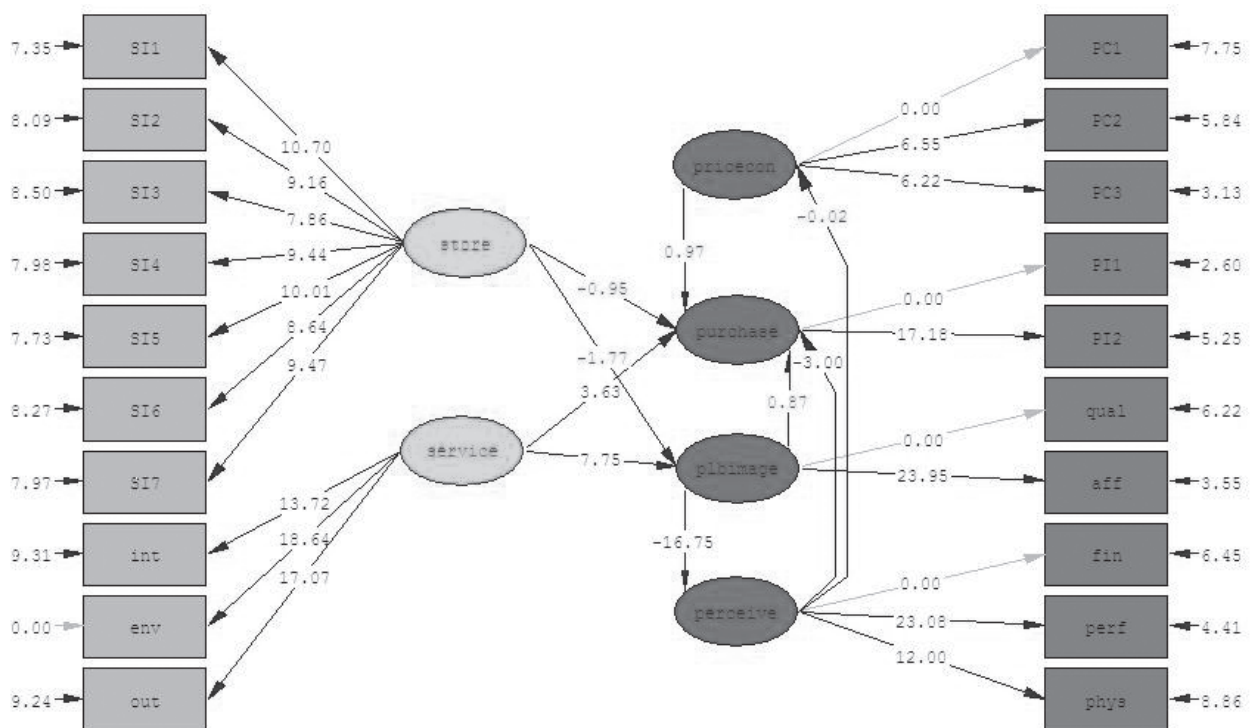 7.35 SI1
8.09 SI2
8.50 SI3
7.98 SI4
7.73 SI5
8.27 SI6
7.97 SI7
9.31 int
0.00 env
9.24 out
10.70
9.16
7.86
9.44
10.01
8.64
9.47
13.72
18.64
17.07
store
service
-0.95
-1.77
3.63
7.75
pricecon
0.97
purchase
0.87
plbimage
-16.75
perceive
-0.02
-3.00
0.00
6.55
6.22
0.00
17.18
0.00
23.95
0.00
23.08
12.00
PC1 7.75
PC2 5.84
PC3 3.13
PI1 2.60
PI2 5.25
qual 6.22
aff 3.55
fin 6.45
perf 4.41
phys 8.86